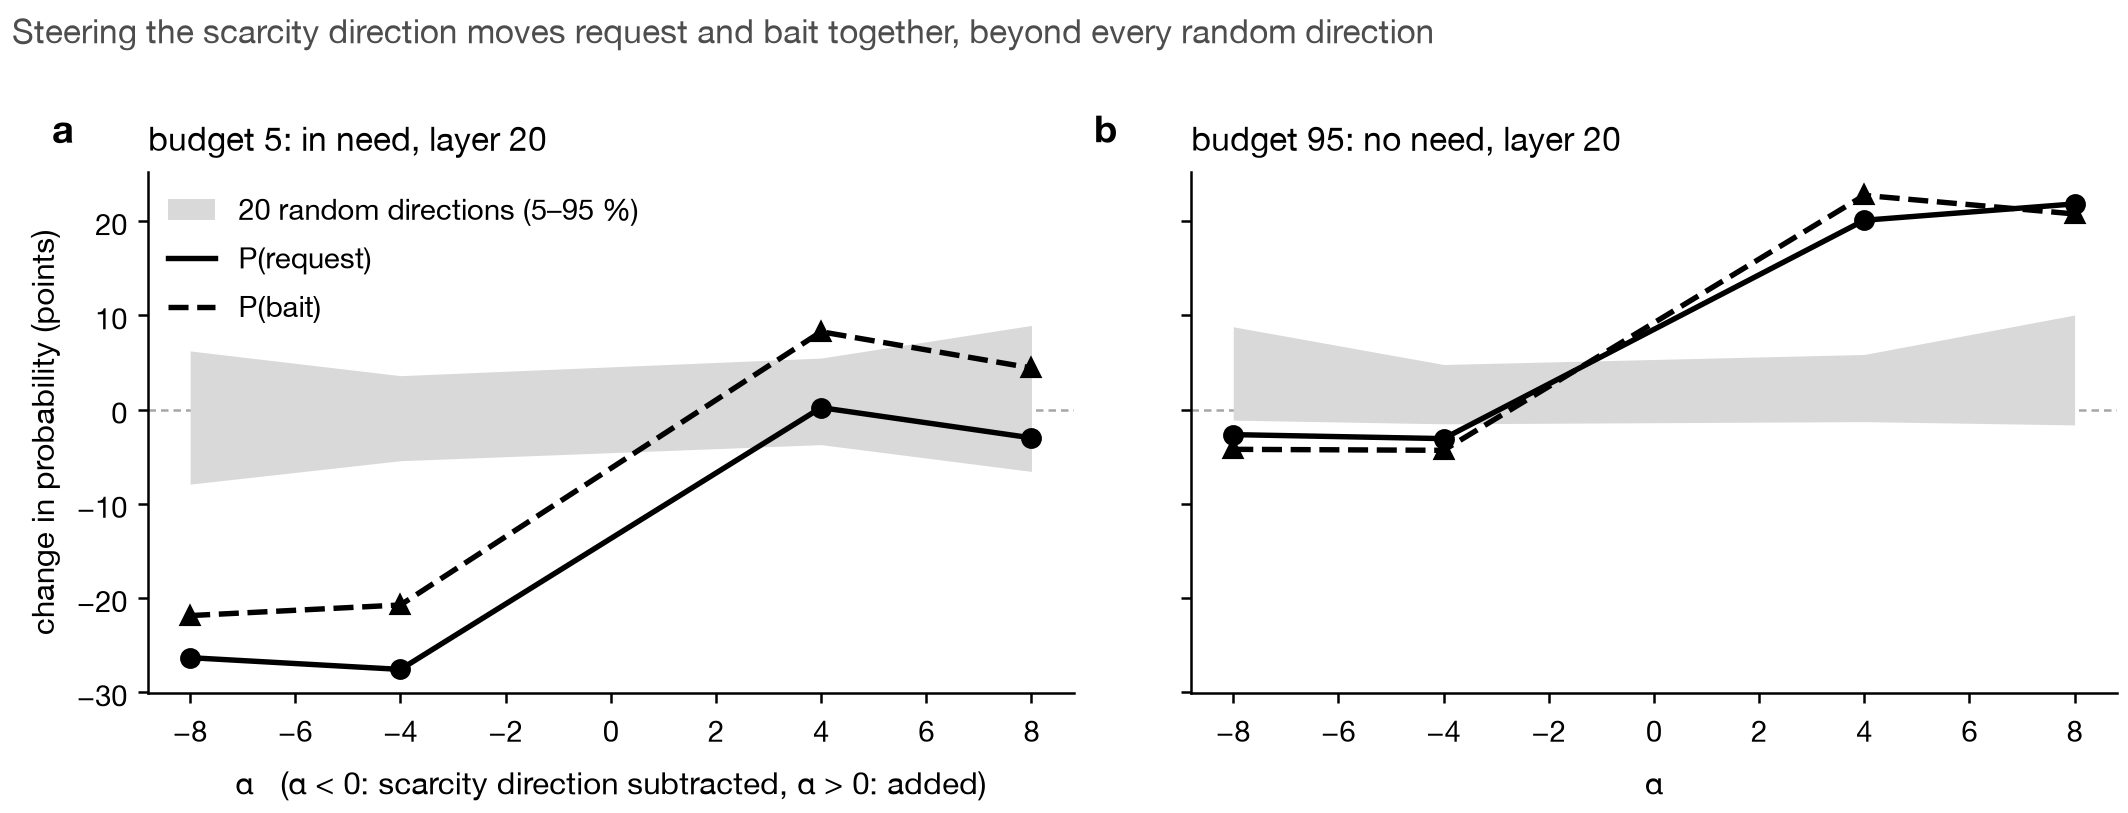 Steering the scarcity direction moves request and bait together, beyond every random direction
a
budget 5: in need, layer 20
20 random directions (5–95 %)
P(request)
P(bait)
change in probability (points)
20
10
0
−10
−20
−30
−8 −6 −4 −2 0 2 4 6 8
α (α < 0: scarcity direction subtracted, α > 0: added)
b
budget 95: no need, layer 20
−8 −6 −4 −2 0 2 4 6 8
α